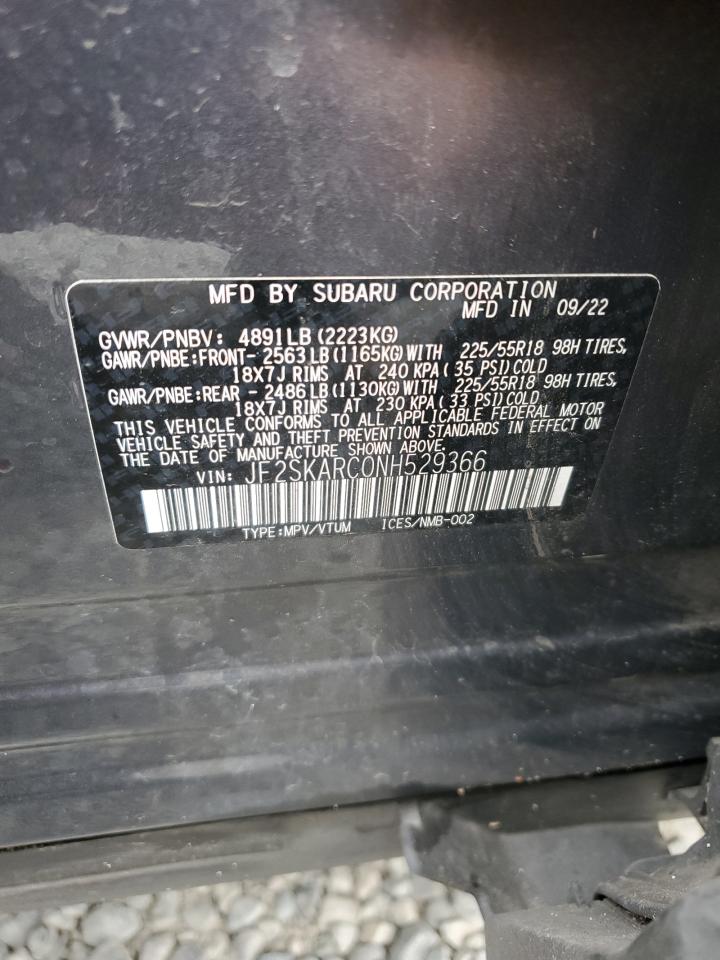 MFD BY SUBARU CORPORATION
MFD IN 09/22
GVWR/PNBV: 4891LB (2223KG)
GAWR/PNBE:FRONT- 2563LB (1165KG) WITH 225/55R18 98H TIRES,
18X7J RIMS AT 240 KPA ( 35 PSI) COLD
GAWR/PNBE:REAR - 2486LB (1130KG) WITH 225/55R18 98H TIRES,
18X7J RIMS AT 230 KPA ( 33 PSI) COLD
THIS VEHICLE CONFORMS TO ALL APPLICABLE FEDERAL MOTOR
VEHICLE SAFETY AND THEFT PREVENTION STANDARDS IN EFFECT ON
THE DATE OF MANUFACTURE SHOWN ABOVE.
VIN: JF2SKARC0NH529366
TYPE:MPV/VTUM ICES/NMB-002